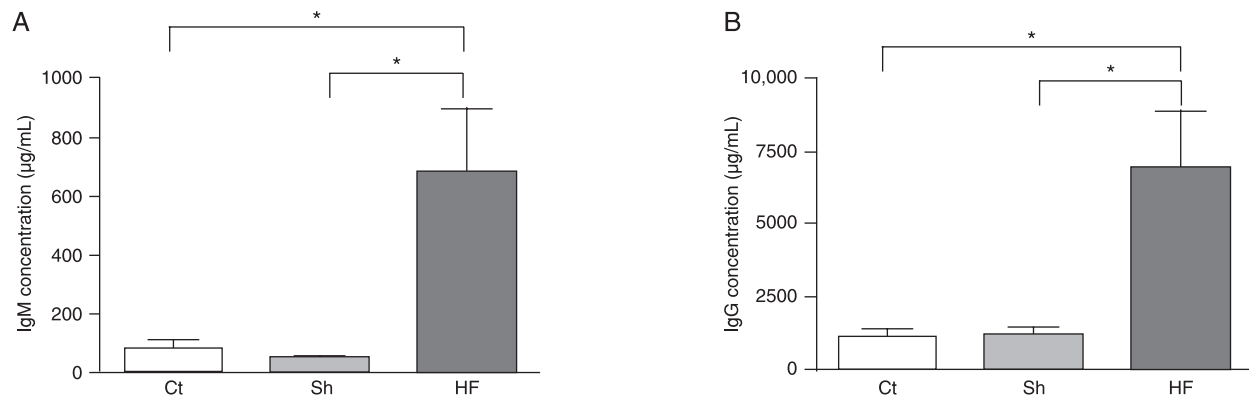 A
*
*
1000
800
600
400
200
0
IgM concentration (µg/mL)
Ct Sh HF
B
*
*
10,000
7500
5000
2500
0
IgG concentration (µg/mL)
Ct Sh HF